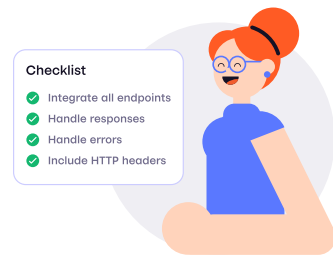 Checklist
Integrate all endpoints
Handle responses
Handle errors
Include HTTP headers